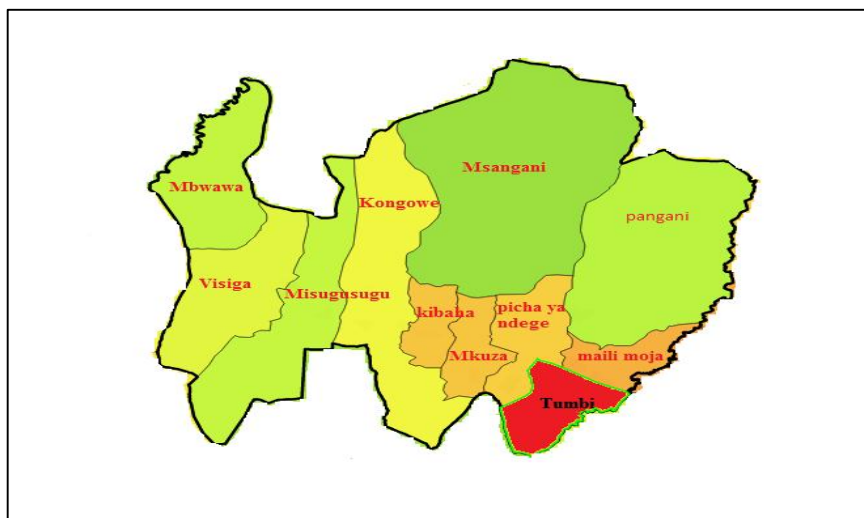 Msangani
Mbwawa
Kongowe
pangani
Visiga
Misugusugu
kibaha
picha ya
ndege
Mkuza
maili moja
Tumbi